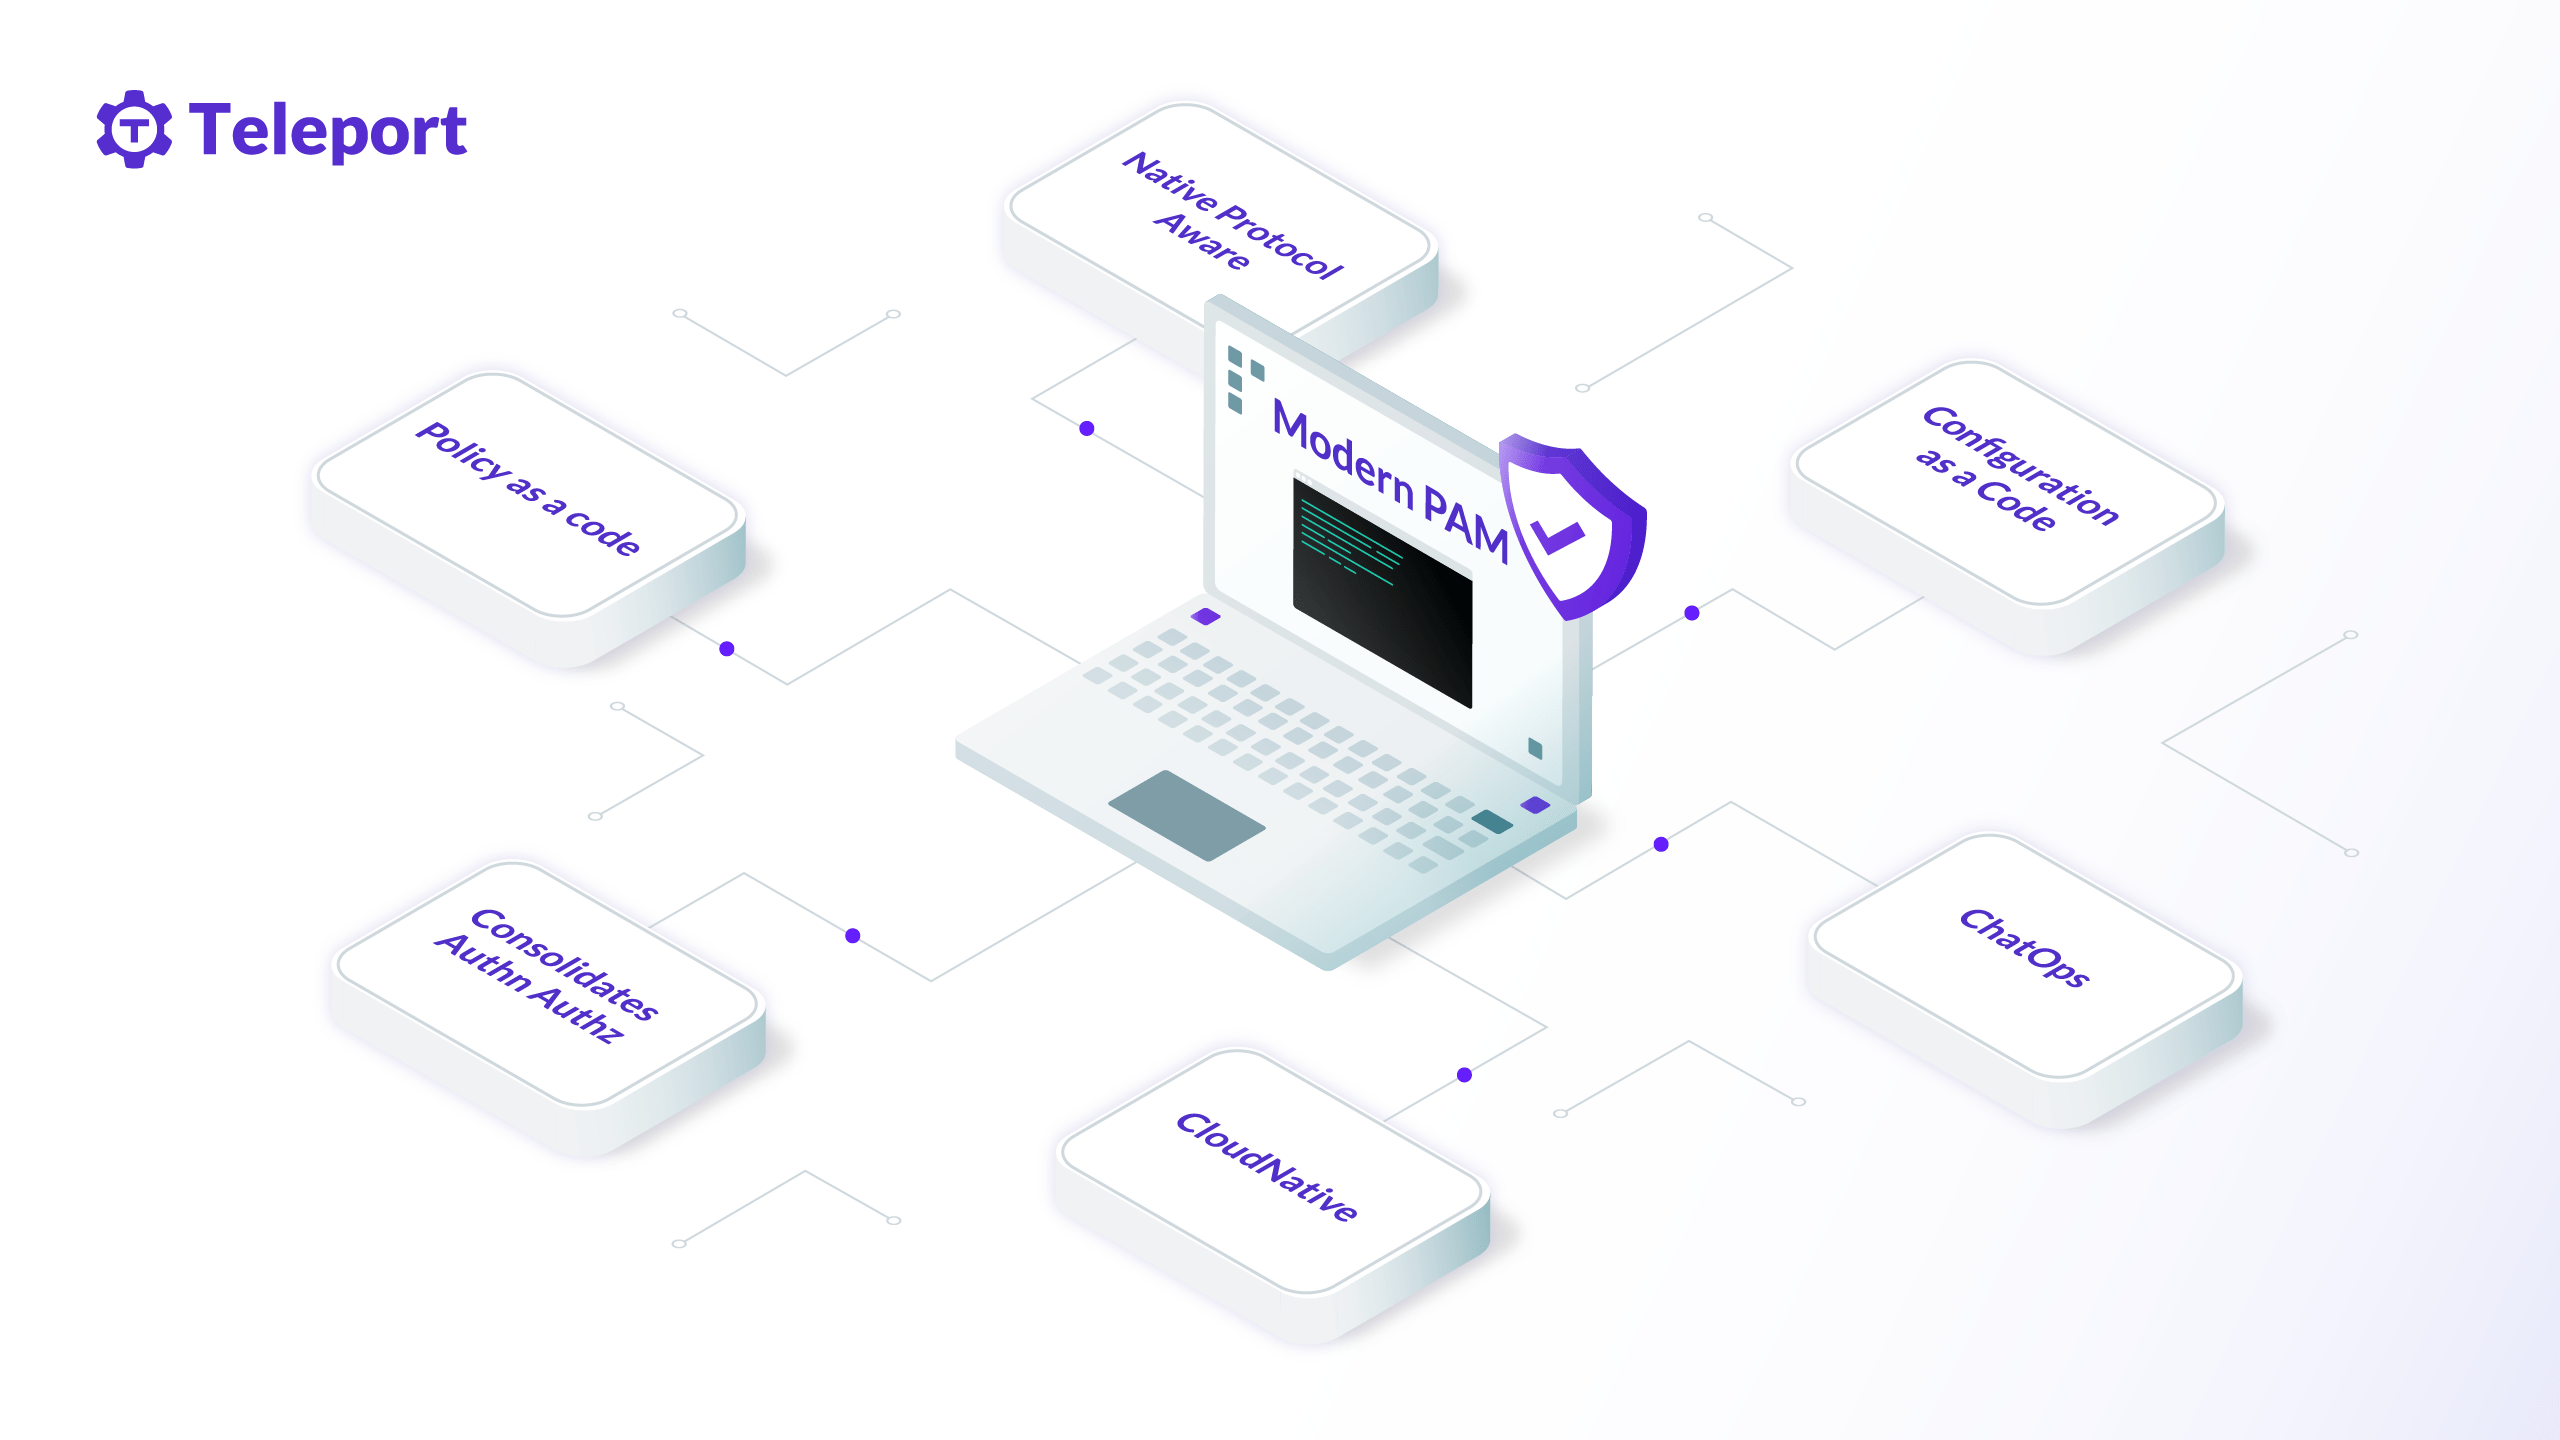 Teleport
Native Protocol
Aware
Policy as a code
Modern PAM
Configuration
as a Code
Consolidates
Authn Authz
ChatOps
CloudNative